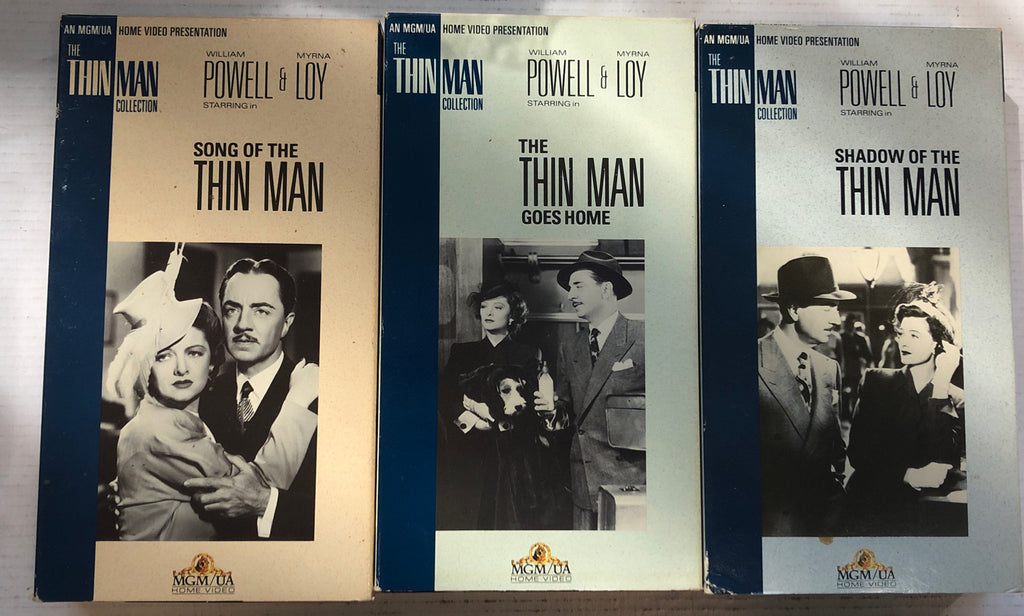 AN MGM/UA HOME VIDEO PRESENTATION
THE
THIN MAN
COLLECTION
WILLIAM MYRNA
POWELL & LOY
STARRING in
SONG OF THE
THIN MAN
MGM/UA
HOME VIDEO
AN MGM/UA HOME VIDEO PRESENTATION
THE
THIN MAN
COLLECTION
WILLIAM MYRNA
POWELL & LOY
STARRING in
THE
THIN MAN
GOES HOME
MGM/UA
HOME VIDEO
AN MGM/UA HOME VIDEO PRESENTATION
THE
THIN MAN
COLLECTION
WILLIAM MYRNA
POWELL & LOY
STARRING in
SHADOW OF THE
THIN MAN
MGM/UA
HOME VIDEO